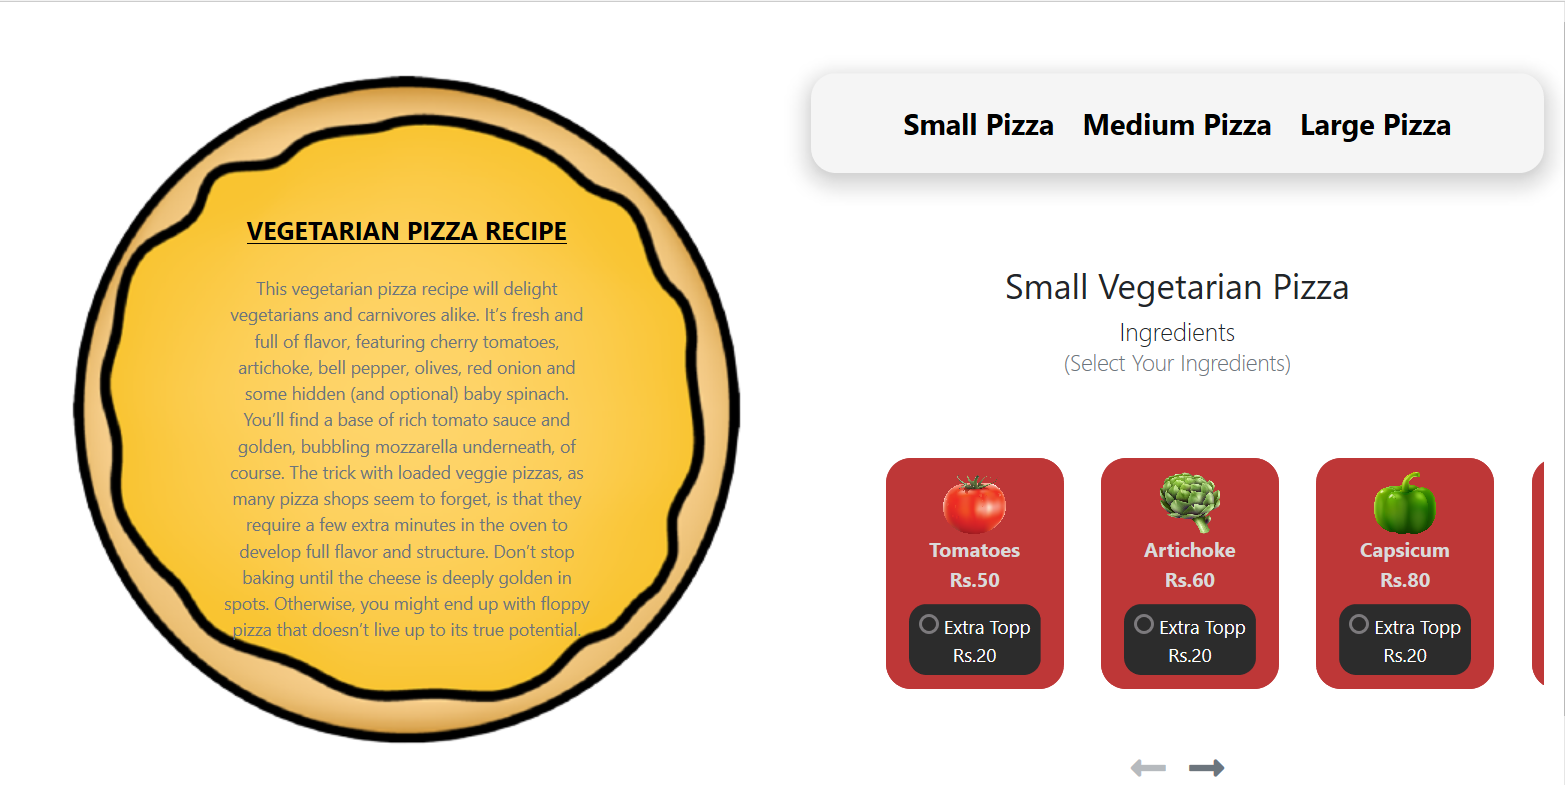 VEGETARIAN PIZZA RECIPE
This vegetarian pizza recipe will delight
vegetarians and carnivores alike. It’s fresh and
full of flavor, featuring cherry tomatoes,
artichoke, bell pepper, olives, red onion and
some hidden (and optional) baby spinach.
You’ll find a base of rich tomato sauce and
golden, bubbling mozzarella underneath, of
course. The trick with loaded veggie pizzas, as
many pizza shops seem to forget, is that they
require a few extra minutes in the oven to
develop full flavor and structure. Don’t stop
baking until the cheese is deeply golden in
spots. Otherwise, you might end up with floppy
pizza that doesn’t live up to its true potential.
Small Pizza Medium Pizza Large Pizza
Small Vegetarian Pizza
Ingredients
(Select Your Ingredients)
Tomatoes
Rs.50
Extra Topp
Rs.20
Artichoke
Rs.60
Extra Topp
Rs.20
Capsicum
Rs.80
Extra Topp
Rs.20